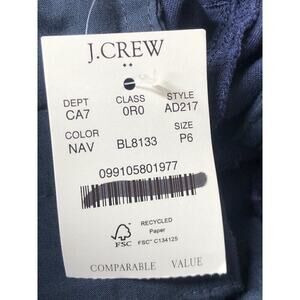 J.CREW
DEPT CLASS STYLE
CA7 0R0 AD217
COLOR SIZE
NAV BL8133 P6
099105801977
RECYCLED
Paper
FSC FSC® C134125
COMPARABLE VALUE